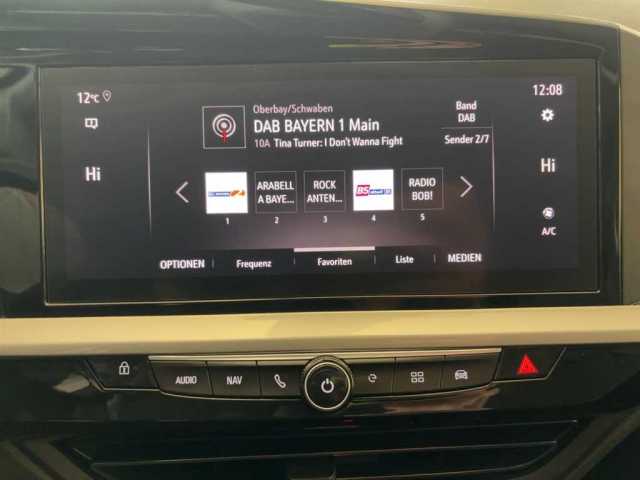 12°C
12:08
Oberbay/Schwaben
DAB BAYERN 1 Main
10A Tina Turner: I Don't Wanna Fight
Band
DAB
Sender 2/7
Hi
Hi
ARABELL
A BAYE...
ROCK
ANTEN...
BS
RADIO
BOB!
1
2
3
4
5
A/C
OPTIONEN
Frequenz
Favoriten
Liste
MEDIEN
AUDIO
NAV